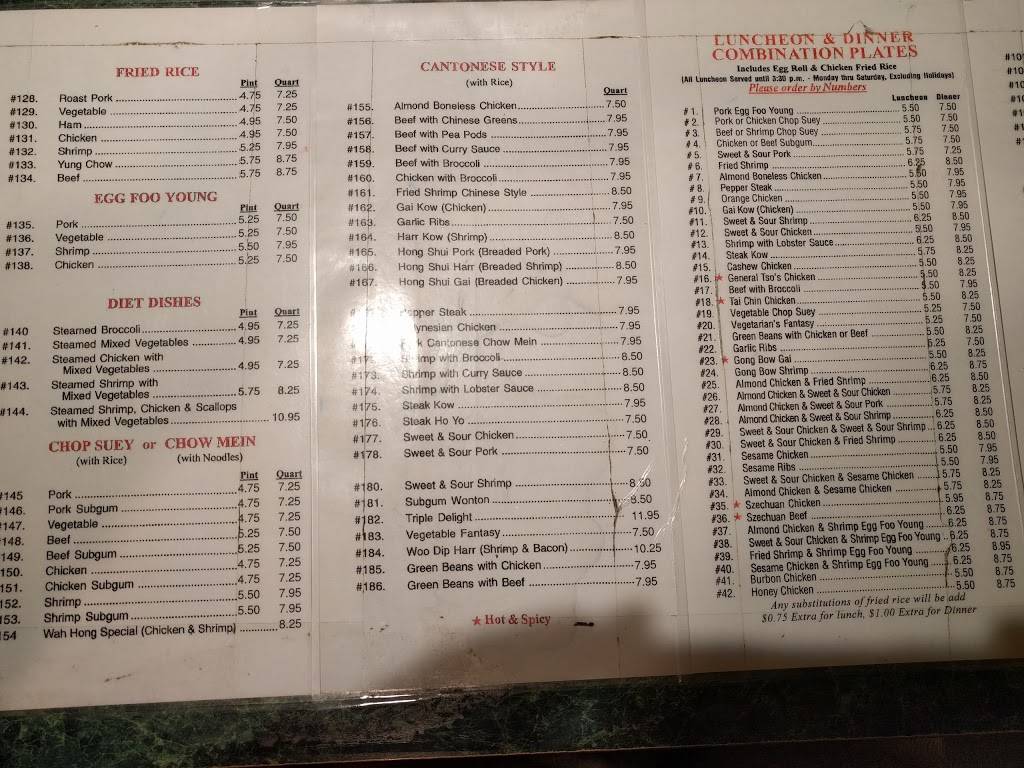 FRIED RICE
Pint Quart
#128. Roast Pork 4.75 7.25
#129. Vegetable 4.75 7.25
#130. Ham 4.95 7.50
#131. Chicken 4.95 7.50
#132. Shrimp 5.25 7.95
#133. Yung Chow 5.75 8.75
#134. Beef 5.75 8.75
EGG FOO YOUNG
Pint Quart
#135. Pork 5.25 7.50
#136. Vegetable 5.25 7.50
#137. Shrimp 5.50 7.95
#138. Chicken 5.25 7.50
DIET DISHES
Pint Quart
#140 Steamed Broccoli 4.95 7.25
#141. Steamed Mixed Vegetables 4.95 7.25
#142. Steamed Chicken with
Mixed Vegetables 4.95 7.25
#143. Steamed Shrimp with
Mixed Vegetables 5.75 8.25
#144. Steamed Shrimp, Chicken & Scallops
with Mixed Vegetables 10.95
CHOP SUEY or CHOW MEIN
(with Rice) (with Noodles)
Pint Quart
#145 Pork 4.75 7.25
#146. Pork Subgum 4.75 7.25
#147. Vegetable 4.75 7.25
#148. Beef 5.25 7.50
149. Beef Subgum 5.25 7.50
150. Chicken 4.75 7.25
151. Chicken Subgum 4.75 7.25
152. Shrimp 5.50 7.95
153. Shrimp Subgum 5.50 7.95
154 Wah Hong Special (Chicken & Shrimp) 8.25
CANTONESE STYLE
(with Rice)
Quart
#155. Almond Boneless Chicken 7.50
#156. Beef with Chinese Greens 7.95
#157. Beef with Pea Pods 7.95
#158. Beef with Curry Sauce 7.95
#159. Beef with Broccoli 7.95
#160. Chicken with Broccoli 7.95
#161. Fried Shrimp Chinese Style 8.50
#162. Gai Kow (Chicken) 7.95
#163. Garlic Ribs 7.50
#164. Harr Kow (Shrimp) 8.50
#165. Hong Shui Pork (Breaded Pork) 7.95
#166. Hong Shui Harr (Breaded Shrimp) 8.50
#167. Hong Shui Gai (Breaded Chicken) 7.95
Pepper Steak 7.95
Chicken 7.95
Cantonese Chow Mein 7.95
Shrimp with Broccoli 8.50
#173. Shrimp with Curry Sauce 8.50
#174. Shrimp with Lobster Sauce 8.50
#175. Steak Kow 7.95
#176. Steak Ho Yo 7.50
#177. Sweet & Sour Chicken 7.50
#178. Sweet & Sour Pork 7.50
#180. Sweet & Sour Shrimp 8.50
#181. Subgum Wonton 8.50
#182. Triple Delight 11.95
#183. Vegetable Fantasy 7.50
#184. Woo Dip Harr (Shrimp & Bacon) 10.25
#185. Green Beans with Chicken 7.95
#186. Green Beans with Beef 7.95
★ Hot & Spicy
LUNCHEON & DINNER
COMBINATION PLATES
Includes Egg Roll & Chicken Fried Rice
(All Luncheon Served until 3:30 p.m. - Monday thru Saturday, Excluding Holidays)
Please order by Numbers
Luncheon Dinner
# 1. Pork Egg Foo Young 5.50 7.50
# 2. Pork or Chicken Chop Suey 5.50 7.50
# 3. Beef or Shrimp Chop Suey 5.75 7.50
# 4. Chicken or Beef Subgum 5.75 7.50
# 5. Sweet & Sour Pork 5.75 7.25
# 6. Fried Shrimp 6.25 8.50
# 7. Almond Boneless Chicken 5.50 7.95
# 8. Pepper Steak 5.50 7.95
# 9. Orange Chicken 5.50 7.95
#10. Gai Kow (Chicken) 5.50 7.95
#11. Sweet & Sour Shrimp 6.25 8.50
#12. Sweet & Sour Chicken 5.50 7.95
#13. Shrimp with Lobster Sauce 6.25 8.50
#14. Steak Kow 5.75 8.25
#15. Cashew Chicken 5.50 8.25
#16. ★ General Tso's Chicken 5.50 8.25
#17. Beef with Broccoli 5.50 7.95
#18. ★ Tai Chin Chicken 5.50 8.25
#19. Vegetable Chop Suey 5.25 7.50
#20. Vegetarian's Fantasy 5.25 7.50
#21. Green Beans with Chicken or Beef 5.50 8.25
#22. Garlic Ribs 6.25 8.25
#23. ★ Gong Bow Gai 5.50 8.25
#24. Gong Bow Shrimp 6.25 8.75
#25. Almond Chicken & Fried Shrimp 6.25 8.50
#26. Almond Chicken & Sweet & Sour Chicken 5.50 8.25
#27. Almond Chicken & Sweet & Sour Pork 5.75 8.25
#28. Almond Chicken & Sweet & Sour Shrimp 6.25 8.50
#29. Sweet & Sour Chicken & Sweet & Sour Shrimp 6.25 8.50
#30. Sweet & Sour Chicken & Fried Shrimp 6.25 8.50
#31. Sesame Chicken 5.50 7.95
#32. Sesame Ribs 5.50 7.95
#33. Sweet & Sour Chicken & Sesame Chicken 5.75 8.25
#34. Almond Chicken & Sesame Chicken 5.50 8.25
#35. ★ Szechuan Chicken 5.95 8.75
#36. ★ Szechuan Beef 6.25 8.75
#37. Almond Chicken & Shrimp Egg Foo Young 6.25 8.75
#38. Sweet & Sour Chicken & Shrimp Egg Foo Young 6.25 8.75
#39. Fried Shrimp & Shrimp Egg Foo Young 6.25 8.95
#40. Sesame Chicken & Shrimp Egg Foo Young 6.25 8.75
#41. Burbon Chicken 5.50 8.75
#42. Honey Chicken 5.50 8.75
Any substitutions of fried rice will be add
$0.75 Extra for lunch, $1.00 Extra for Dinner